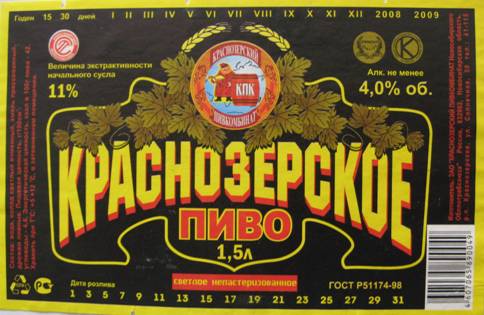 Годен 15 30 дней I II III IV V VI VII VIII IX X XI XII 2008 2009
КРАСНОЗЕРСКИЙ
КПК
ПИВКОМБИНАТ
Величина экстрактивности
начального сусла
11%
Алк. не менее
4,0% об.
КРАСНОЗЕРСКОЕ
ПИВО
1,5л
светлое непастеризованное
ГОСТ Р51174-98
Дата розлива
1 3 5 7 9 11 13 15 17 19 21 23 25 27 29 31
4607065890049